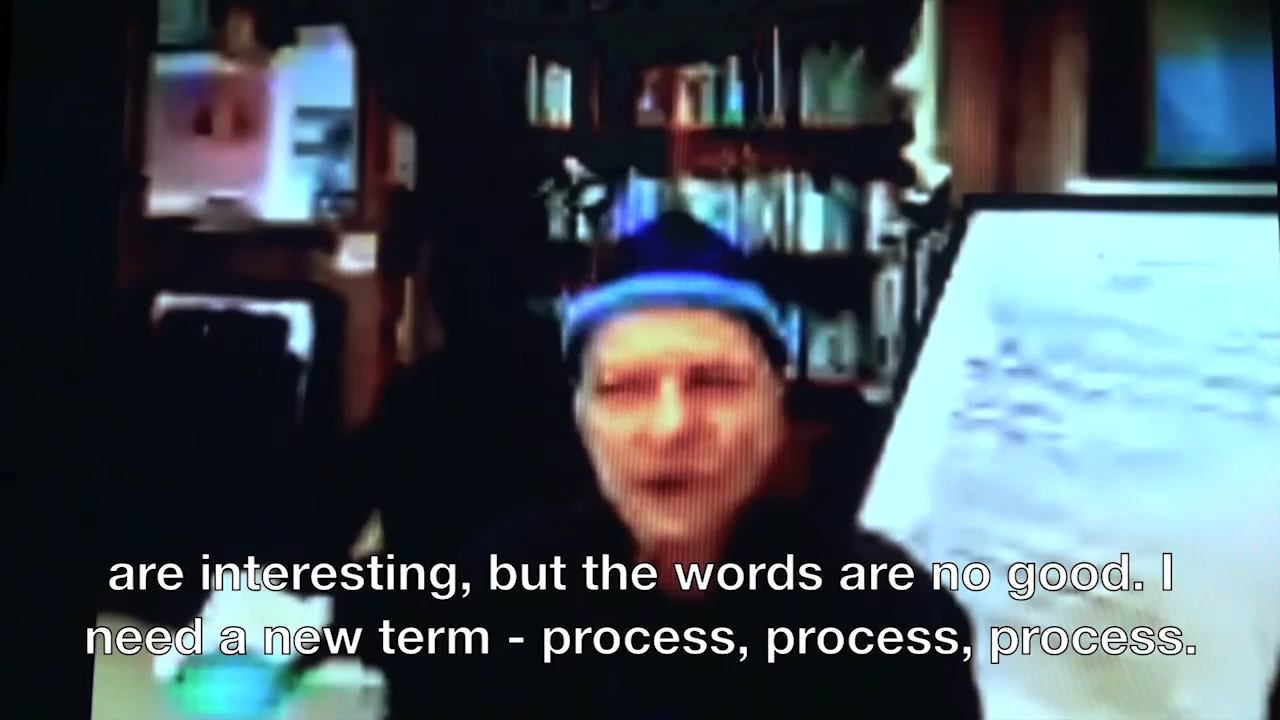 are interesting, but the words are no good. I
need a new term - process, process, process.